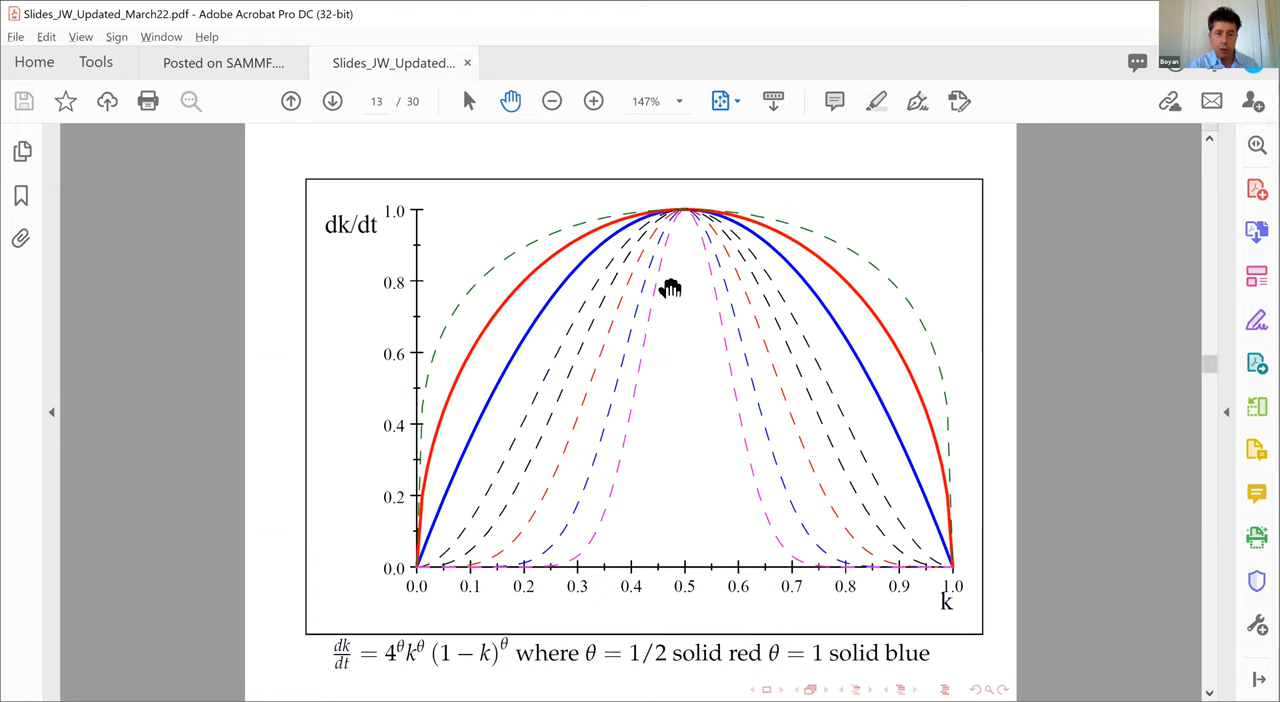 Slides_JW_Updated_March22.pdf - Adobe Acrobat Pro DC (32-bit)
File Edit View Sign Window Help
Home Tools Posted on SAMMF.... Slides_JW_Updated... ×
13 / 30 147%
Boyan
dk/dt
1.0
0.8
0.6
0.4
0.2
0.0
0.0 0.1 0.2 0.3 0.4 0.5 0.6 0.7 0.8 0.9 1.0
k
dk/dt = 4^θ k^θ (1 − k)^θ where θ = 1/2 solid red θ = 1 solid blue